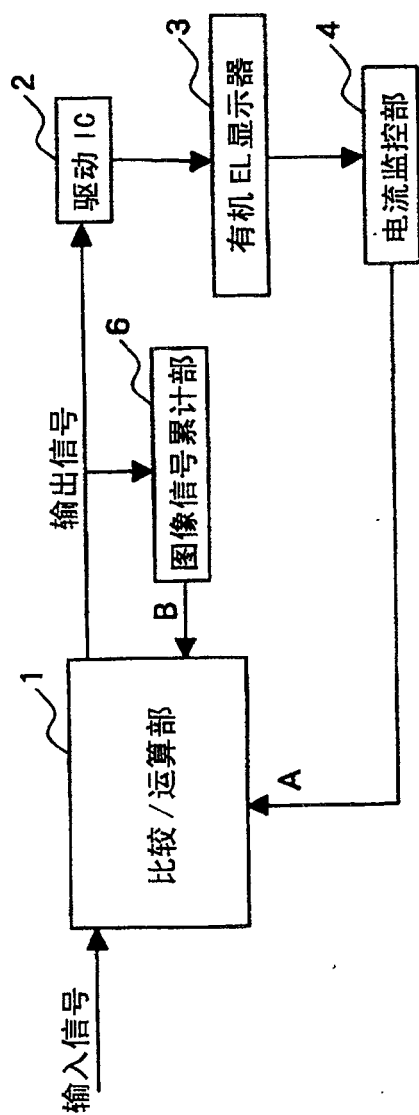 输入信号
1
比较/运算部
输出信号
B
6
图像信号累计部
A
2
驱动 IC
3
有机 EL 显示器
4
电流监控部